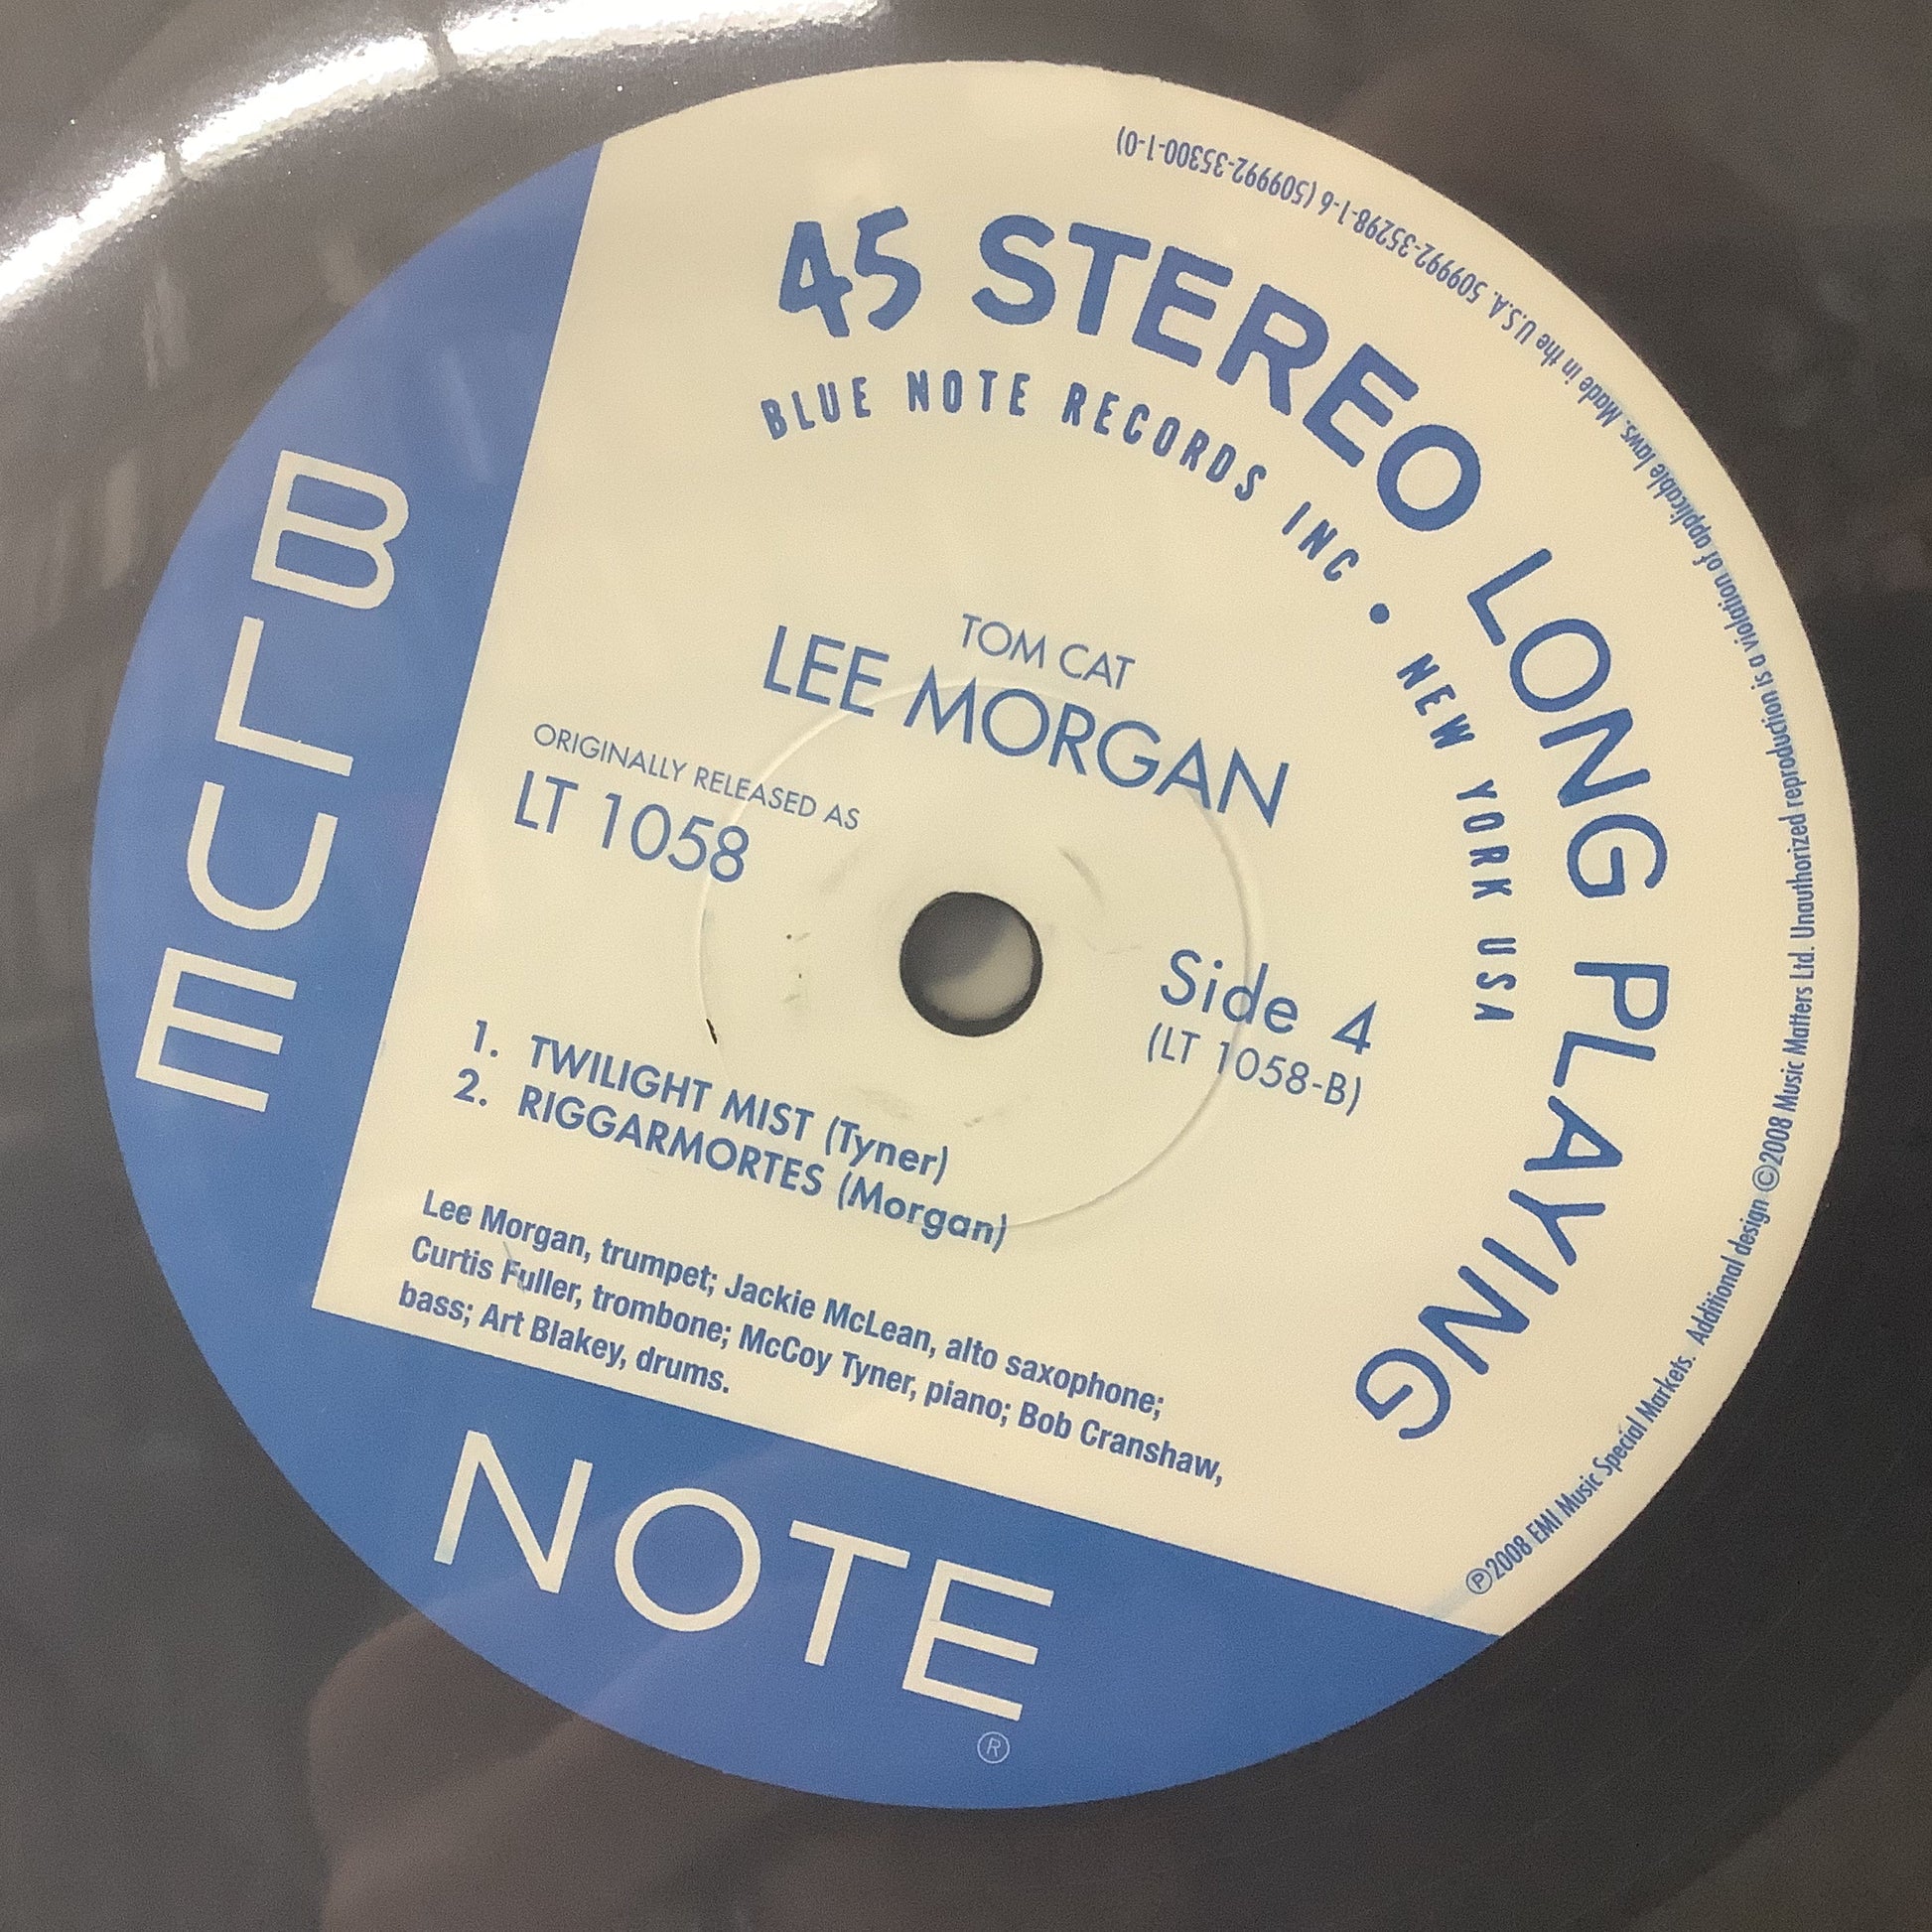 45 STEREO LONG PLAYING
BLUE NOTE RECORDS INC • NEW YORK USA
TOM CAT
LEE MORGAN
ORIGINALLY RELEASED AS
LT 1058
Side 4
(LT 1058-B)
1. TWILIGHT MIST (Tyner)
2. RIGGARMORTES (Morgan)
Lee Morgan, trumpet; Jackie McLean, alto saxophone;
Curtis Fuller, trombone; McCoy Tyner, piano; Bob Cranshaw,
bass; Art Blakey, drums.
BLUE
NOTE
®
℗2008 EMI Music Special Markets. Additional design ©2008 Music Matters Ltd. Unauthorized reproduction is a violation of applicable laws. Made in the U.S.A. 509992-35298-1-6 (509992-35300-1-0)